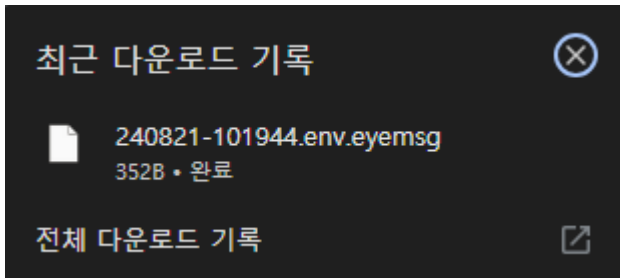 최근 다운로드 기록
240821-101944.env.eyemsg
352B • 완료
전체 다운로드 기록